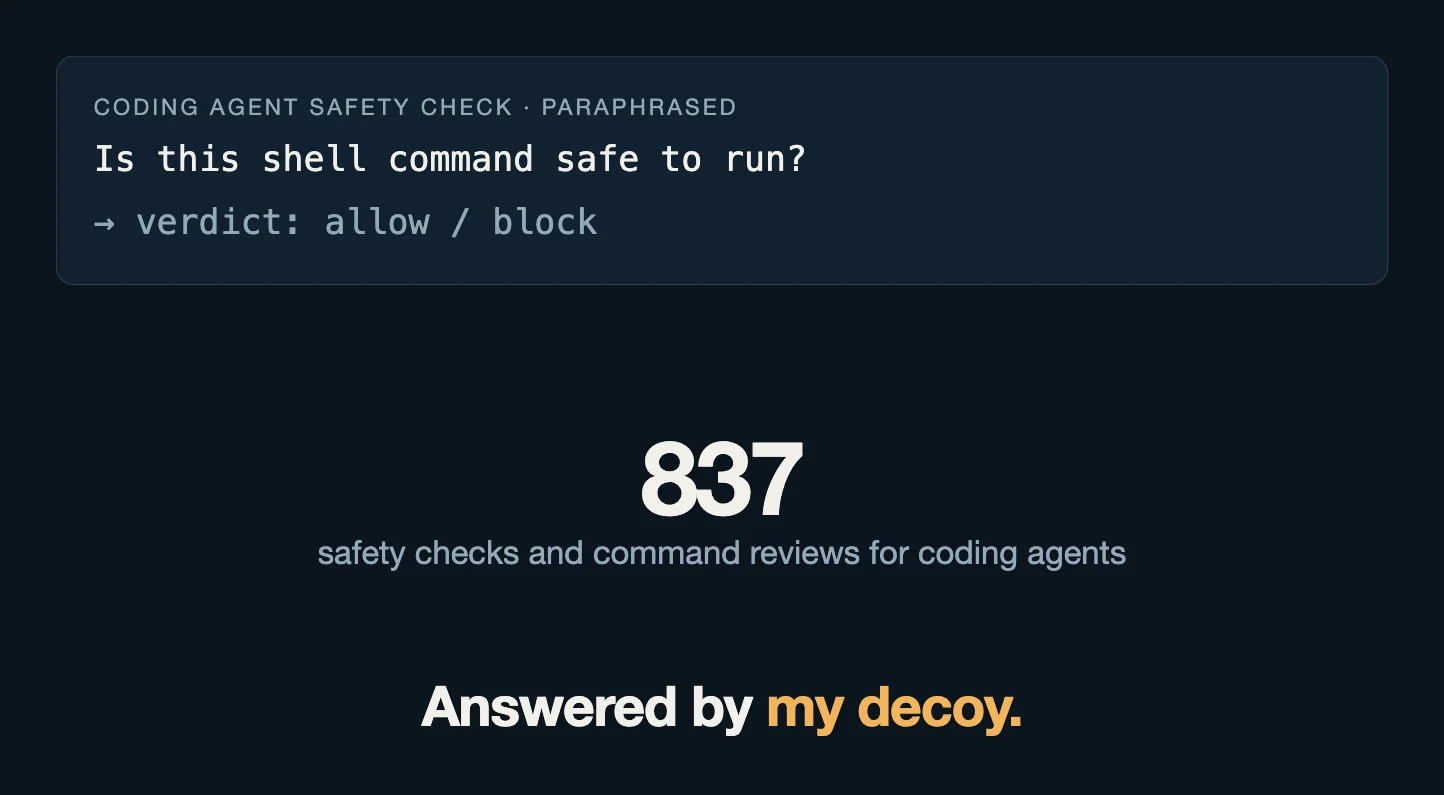 CODING AGENT SAFETY CHECK · PARAPHRASED
Is this shell command safe to run?
→ verdict: allow / block
837
safety checks and command reviews for coding agents
Answered by my decoy.